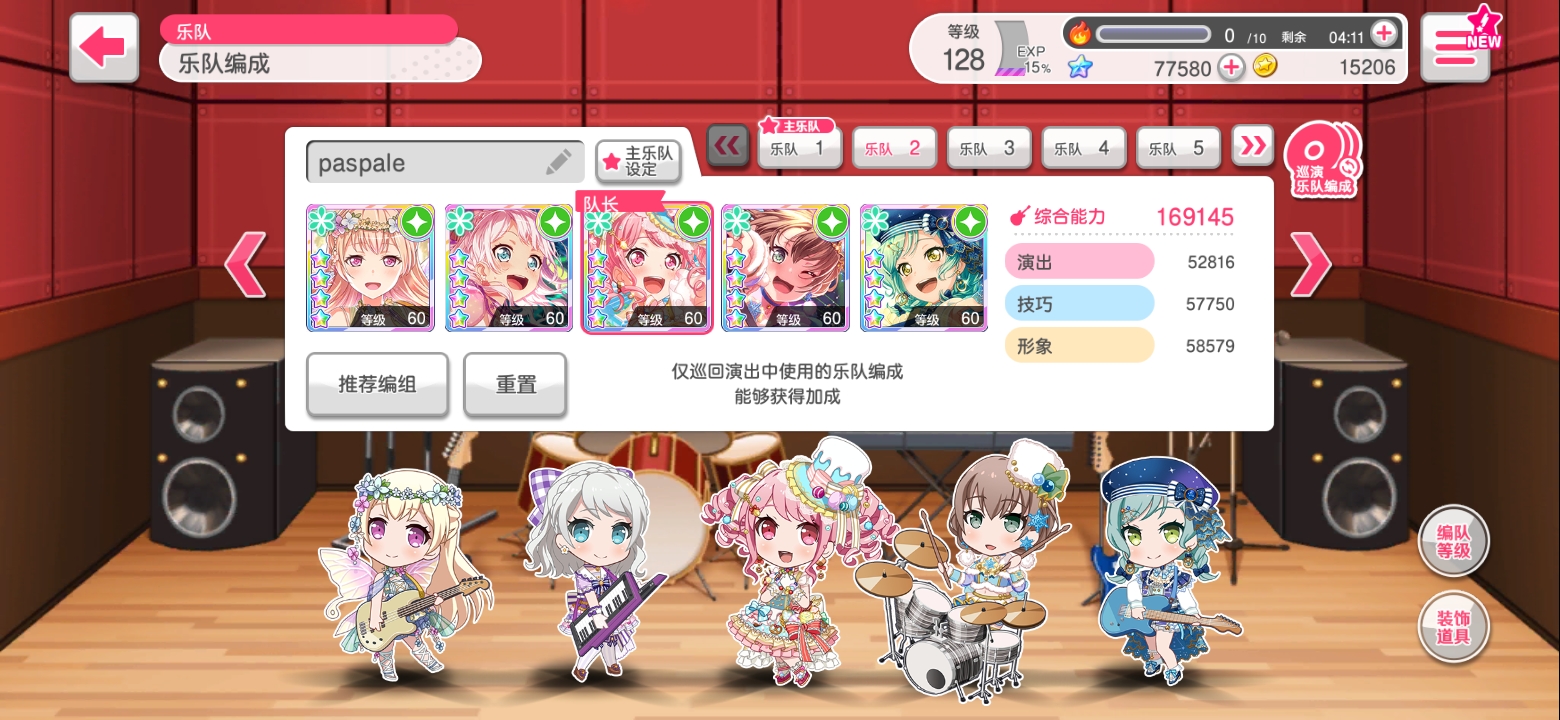 乐队
乐队编成
等级
128
EXP
15%
0 /10 剩余 04:11
77580
15206
NEW
paspale
主乐队
设定
主乐队
乐队 1
乐队 2
乐队 3
乐队 4
乐队 5
巡演
乐队编成
队长
等级 60
等级 60
等级 60
等级 60
等级 60
综合能力 169145
演出 52816
技巧 57750
形象 58579
推荐编组
重置
仅巡回演出中使用的乐队编成
能够获得加成
编队
等级
装饰
道具